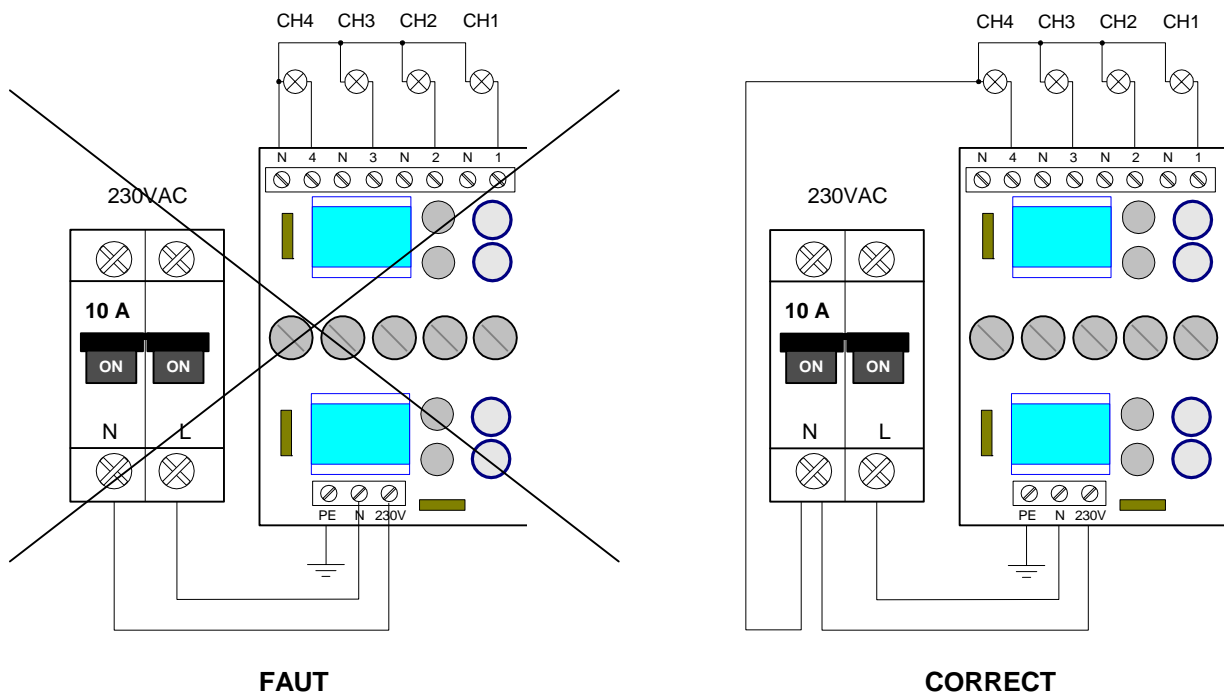 CH4 CH3 CH2 CH1
N 4 N 3 N 2 N 1
230VAC
10 A
ON ON
N L
PE N 230V
FAUT
CH4 CH3 CH2 CH1
N 4 N 3 N 2 N 1
230VAC
10 A
ON ON
N L
PE N 230V
CORRECT